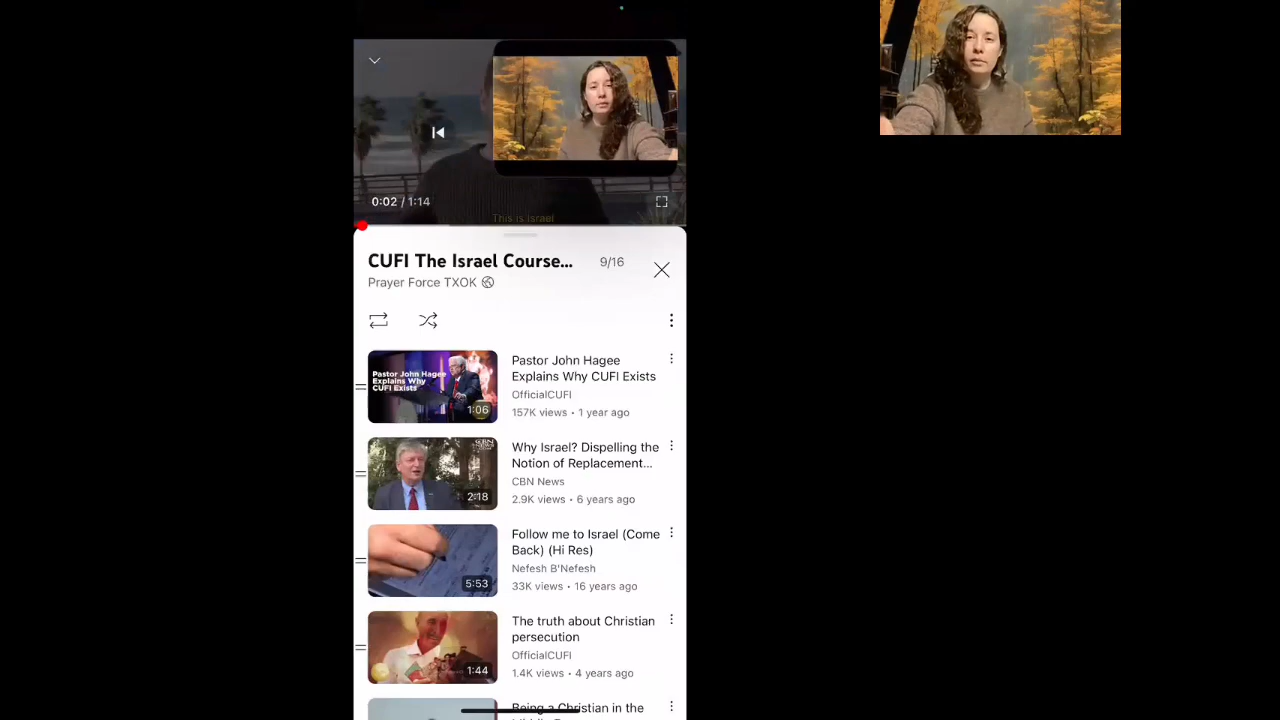 0:02 / 1:14
This is Israel
CUFI The Israel Course...
9/16
Prayer Force TXOK
Pastor John Hagee
Explains Why
CUFI Exists
1:06
Pastor John Hagee
Explains Why CUFI Exists
OfficialCUFI
157K views • 1 year ago
CBN
NEWS
2:18
Why Israel? Dispelling the
Notion of Replacement...
CBN News
2.9K views • 6 years ago
5:53
Follow me to Israel (Come
Back) (Hi Res)
Nefesh B'Nefesh
33K views • 16 years ago
1:44
The truth about Christian
persecution
OfficialCUFI
1.4K views • 4 years ago
Being a Christian in the